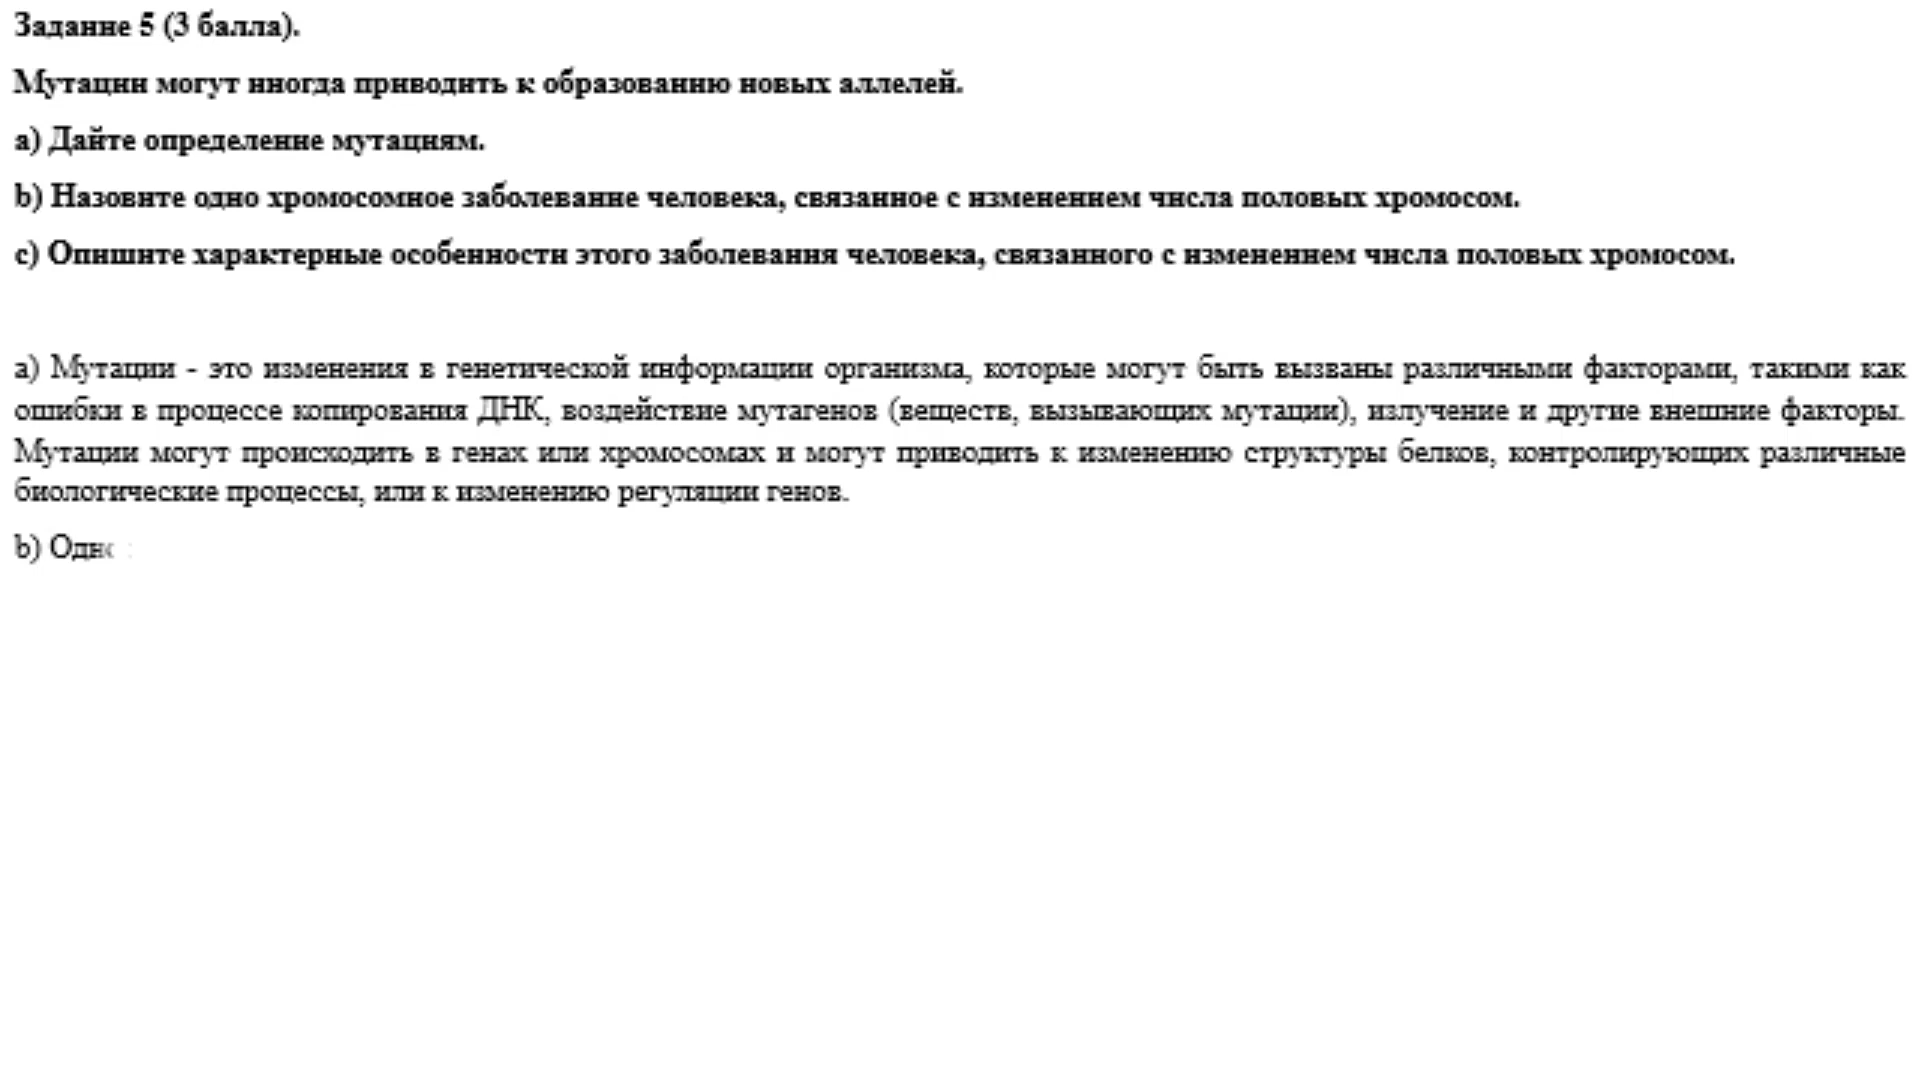 Задание 5 (3 балла).
Мутации могут иногда приводить к образованию новых аллелей.
a) Дайте определение мутациям.
b) Назовите одно хромосомное заболевание человека, связанное с изменением числа половых хромосом.
c) Опишите характерные особенности этого заболевания человека, связанного с изменением числа половых хромосом.
a) Мутации - это изменения в генетической информации организма, которые могут быть вызваны различными факторами, такими как
ошибки в процессе копирования ДНК, воздействие мутагенов (веществ, вызывающих мутации), излучение и другие внешние факторы.
Мутации могут происходить в генах или хромосомах и могут приводить к изменению структуры белков, контролирующих различные
биологические процессы, или к изменению регуляции генов.
b)